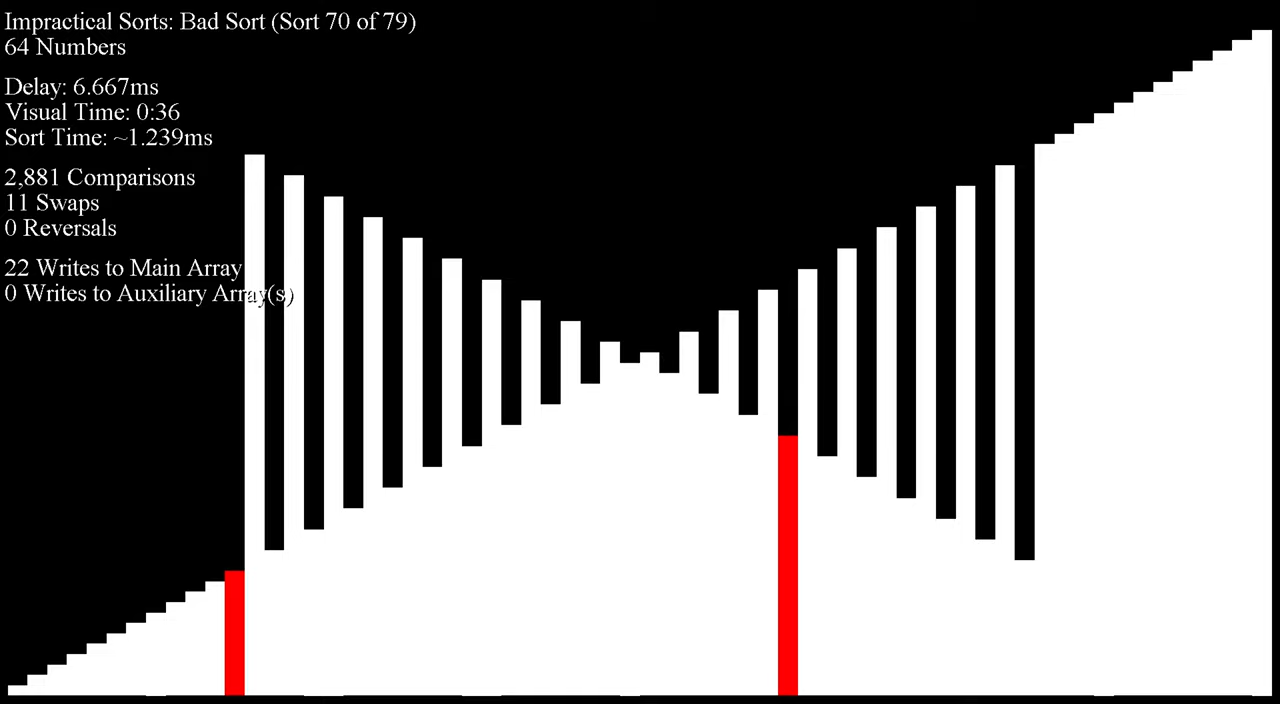 Impractical Sorts: Bad Sort (Sort 70 of 79)
64 Numbers
Delay: 6.667ms
Visual Time: 0:36
Sort Time: ~1.239ms
2,881 Comparisons
11 Swaps
0 Reversals
22 Writes to Main Array
0 Writes to Auxiliary Array(s)